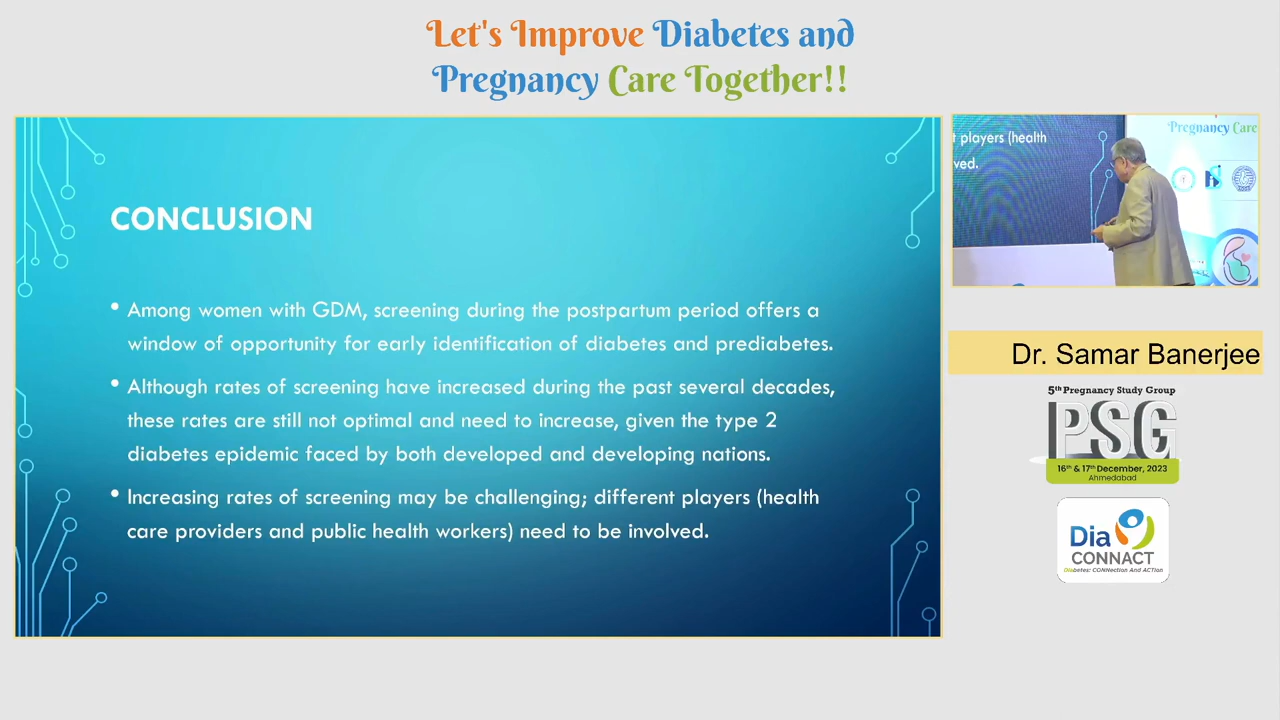 Let's Improve Diabetes and
Pregnancy Care Together!!
CONCLUSION
• Among women with GDM, screening during the postpartum period offers a
window of opportunity for early identification of diabetes and prediabetes.
• Although rates of screening have increased during the past several decades,
these rates are still not optimal and need to increase, given the type 2
diabetes epidemic faced by both developed and developing nations.
• Increasing rates of screening may be challenging; different players (health
care providers and public health workers) need to be involved.
t players (health
ved.
Pregnancy Care
Dr. Samar Banerjee
5th Pregnancy Study Group
PSG
16th & 17th December, 2023
Ahmedabad
Dia
CONNACT
Diabetes: CONNection And ACTion